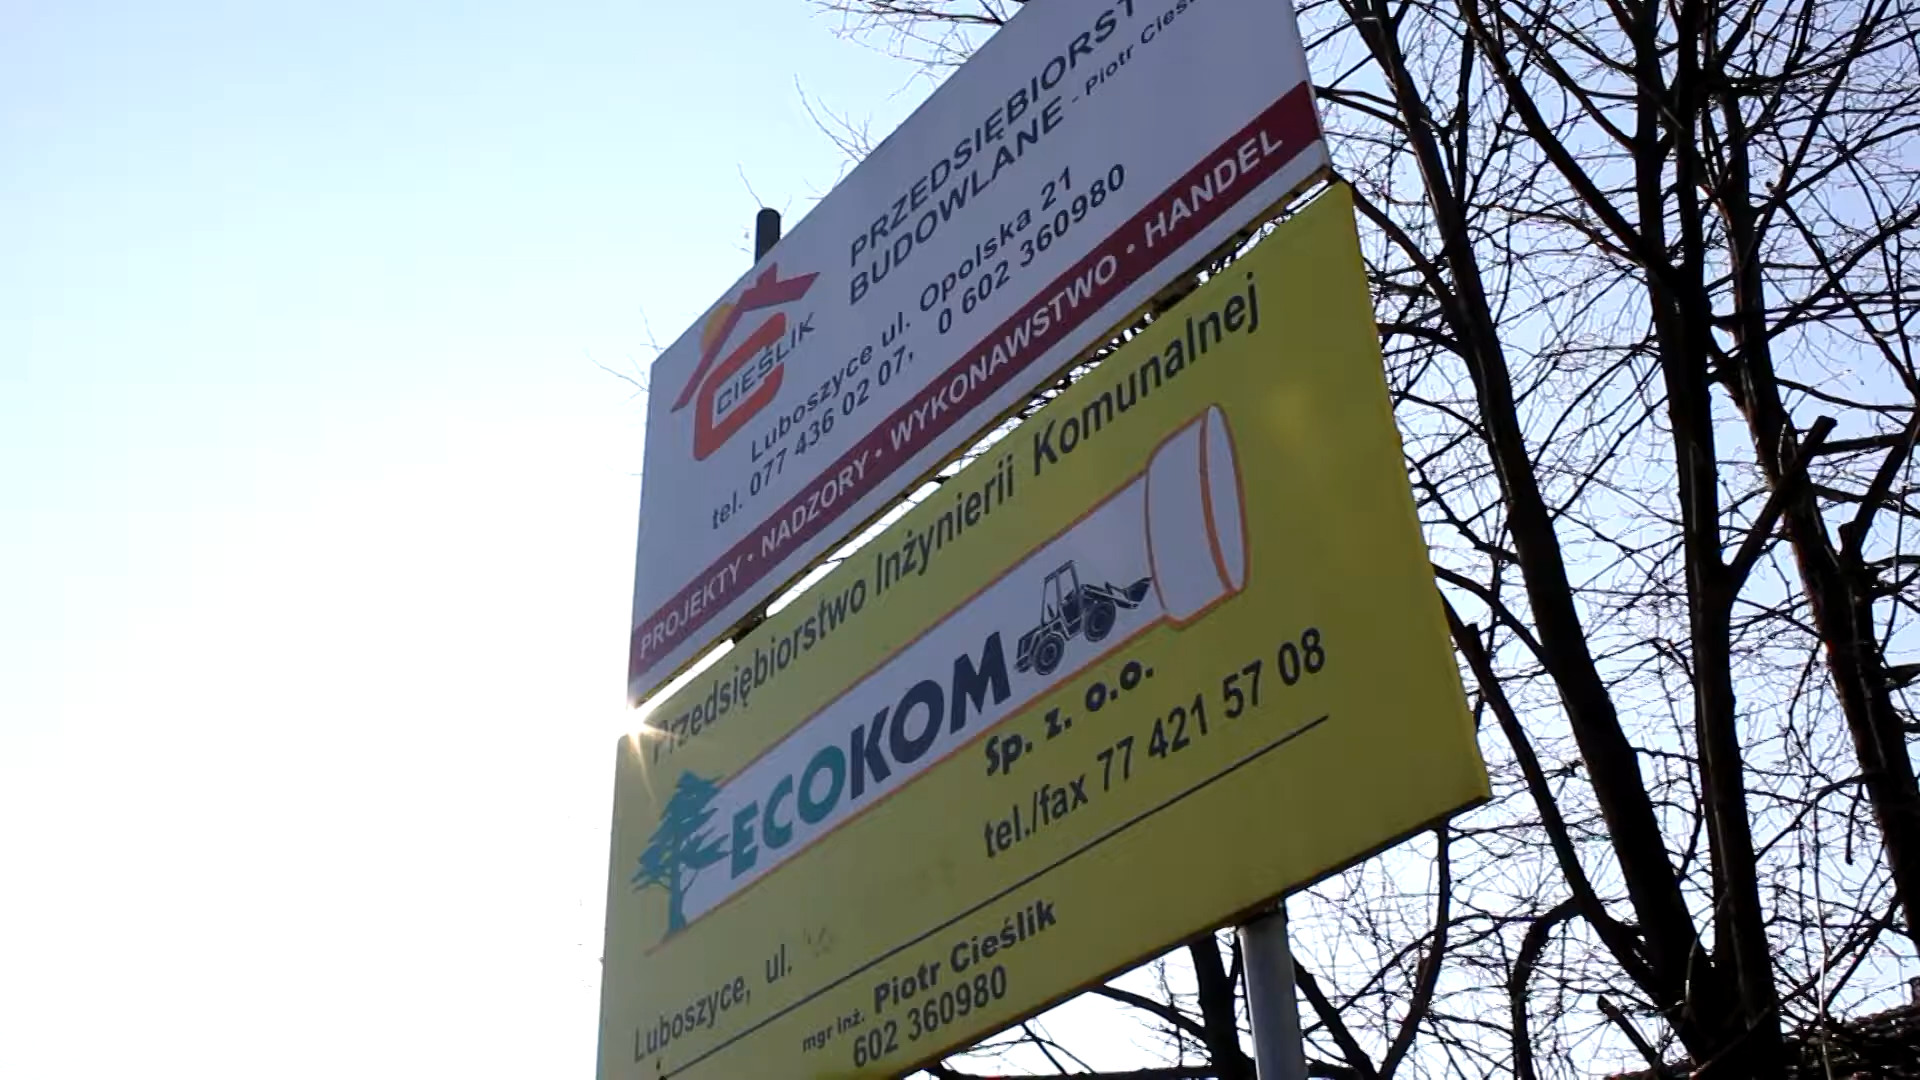 PRZEDSIĘBIORST
BUDOWLANE - Piotr Cieśl
CIEŚLIK
Luboszyce ul. Opolska 21
tel. 077 436 02 07, 0 602 360980
PROJEKTY · NADZORY · WYKONAWSTWO · HANDEL
Przedsiębiorstwo Inżynierii Komunalnej
ECOKOM
Sp. z. o.o.
tel./fax 77 421 57 08
Luboszyce, ul.
mgr inż. Piotr Cieślik
602 360980